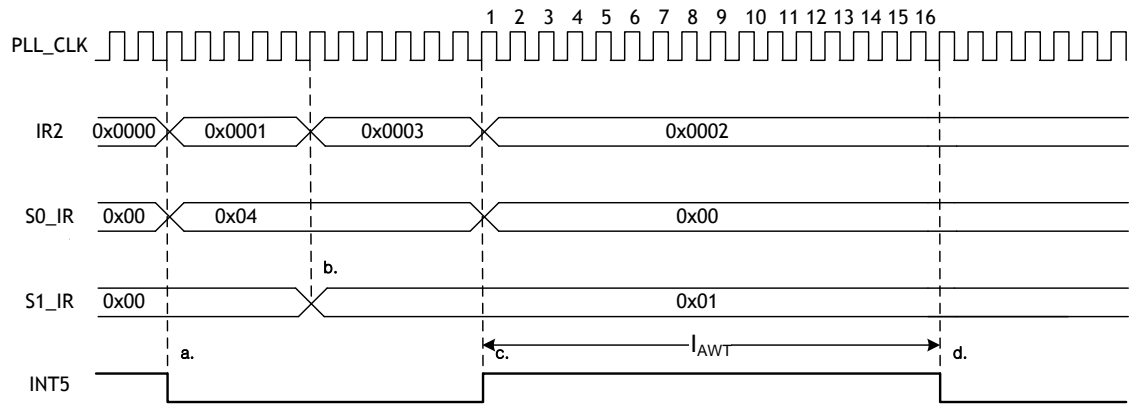 1 2 3 4 5 6 7 8 9 10 11 12 13 14 15 16
PLL_CLK
IR2 0x0000 0x0001 0x0003 0x0002
S0_IR 0x00 0x04 0x00
b.
S1_IR 0x00 0x01
a. c. IAWT d.
INT5